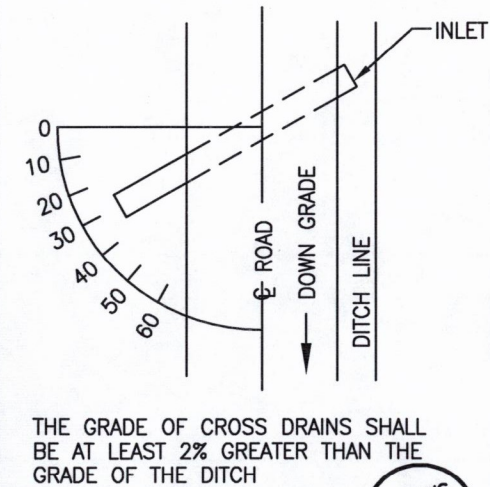 INLET
0
10
20
30
40
50
60
℄ ROAD
DOWN GRADE
DITCH LINE
THE GRADE OF CROSS DRAINS SHALL
BE AT LEAST 2% GREATER THAN THE
GRADE OF THE DITCH